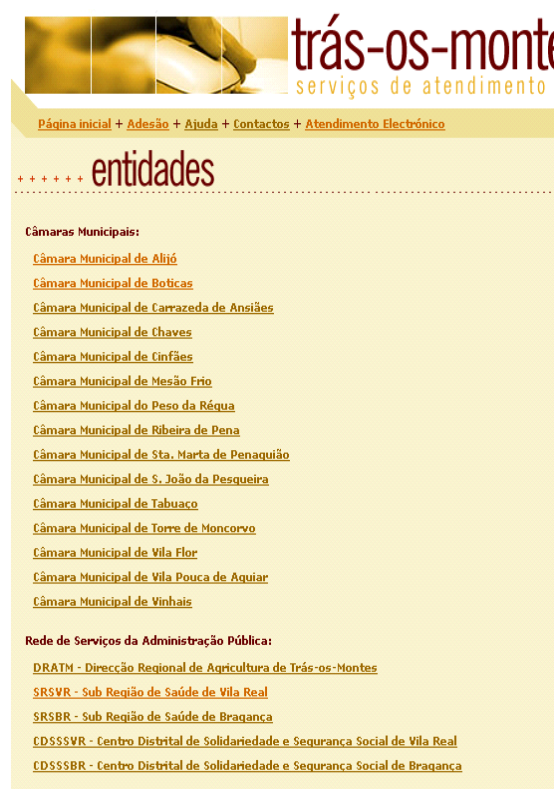 trás-os-monte
serviços de atendimento
Página inicial + Adesão + Ajuda + Contactos + Atendimento Electrónico
++++++ entidades
Câmaras Municipais:
Câmara Municipal de Alijó
Câmara Municipal de Boticas
Câmara Municipal de Carrazeda de Ansiães
Câmara Municipal de Chaves
Câmara Municipal de Cinfães
Câmara Municipal de Mesão Frio
Câmara Municipal do Peso da Régua
Câmara Municipal de Ribeira de Pena
Câmara Municipal de Sta. Marta de Penaguião
Câmara Municipal de S. João da Pesqueira
Câmara Municipal de Tabuaço
Câmara Municipal de Torre de Moncorvo
Câmara Municipal de Vila Flor
Câmara Municipal de Vila Pouca de Aguiar
Câmara Municipal de Vinhais
Rede de Serviços da Administração Pública:
DRATM - Direcção Regional de Agricultura de Trás-os-Montes
SRSVR - Sub Região de Saúde de Vila Real
SRSBR - Sub Região de Saúde de Bragança
CDSSSVR - Centro Distrital de Solidariedade e Segurança Social de Vila Real
CDSSSBR - Centro Distrital de Solidariedade e Segurança Social de Bragança